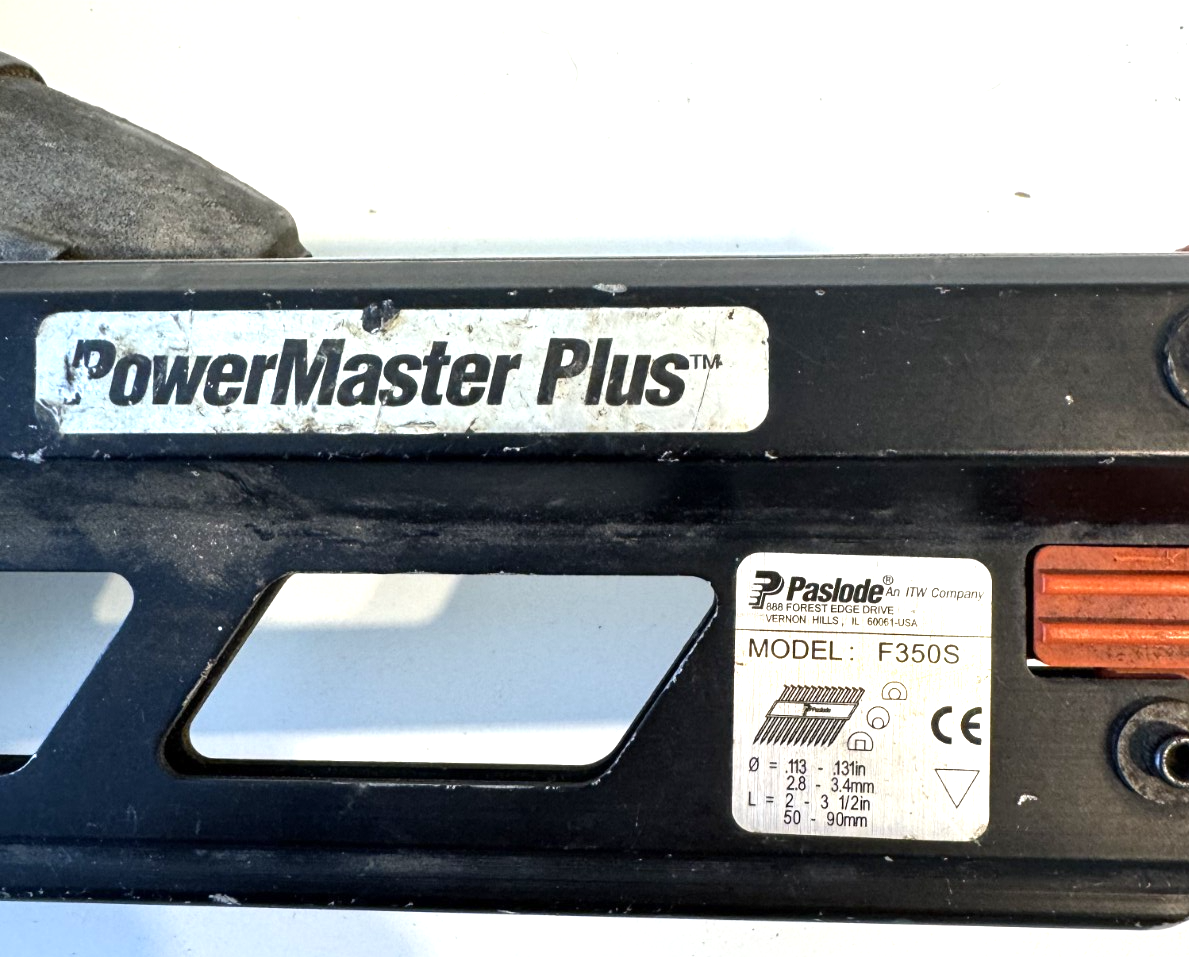 PowerMaster Plus™
Paslode® An ITW Company
888 FOREST EDGE DRIVE
VERNON HILLS, IL 60061-USA
MODEL: F350S
Paslode
CE
Ø = .113 - .131in
2.8 - 3.4mm
L = 2 - 3 1/2in
50 - 90mm